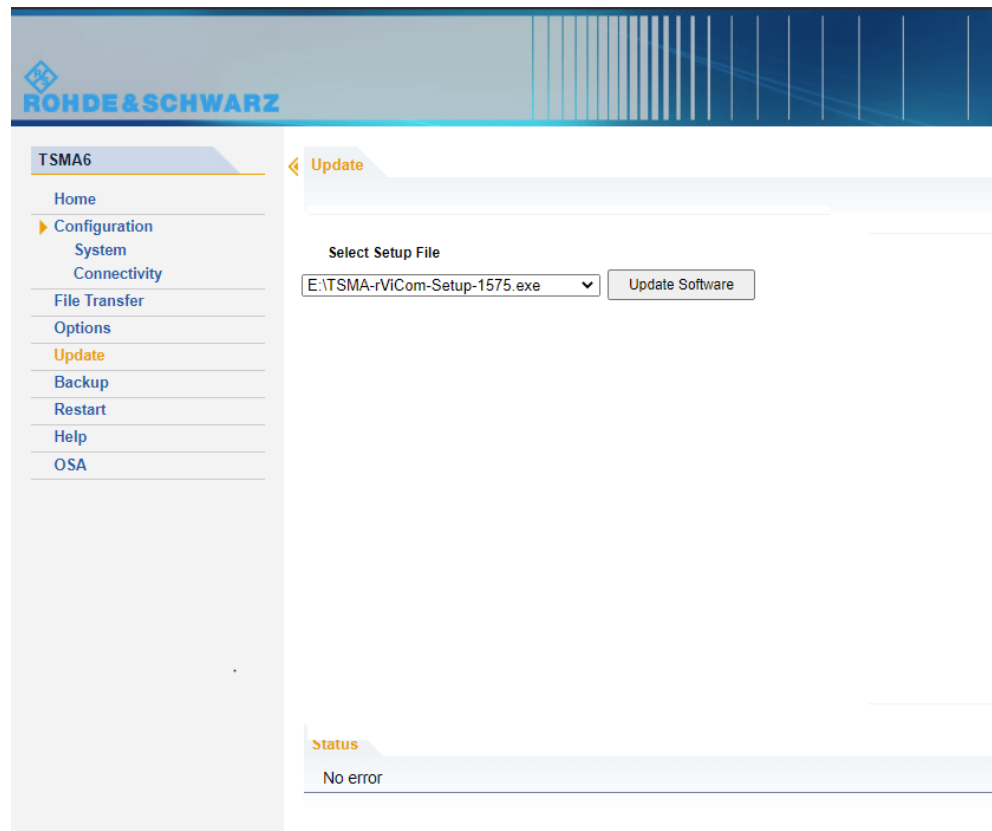 R S
ROHDE&SCHWARZ
TSMA6
Home
Configuration
System
Connectivity
File Transfer
Options
Update
Backup
Restart
Help
OSA
Update
Select Setup File
E:\TSMA-rViCom-Setup-1575.exe Update Software
Status
No error